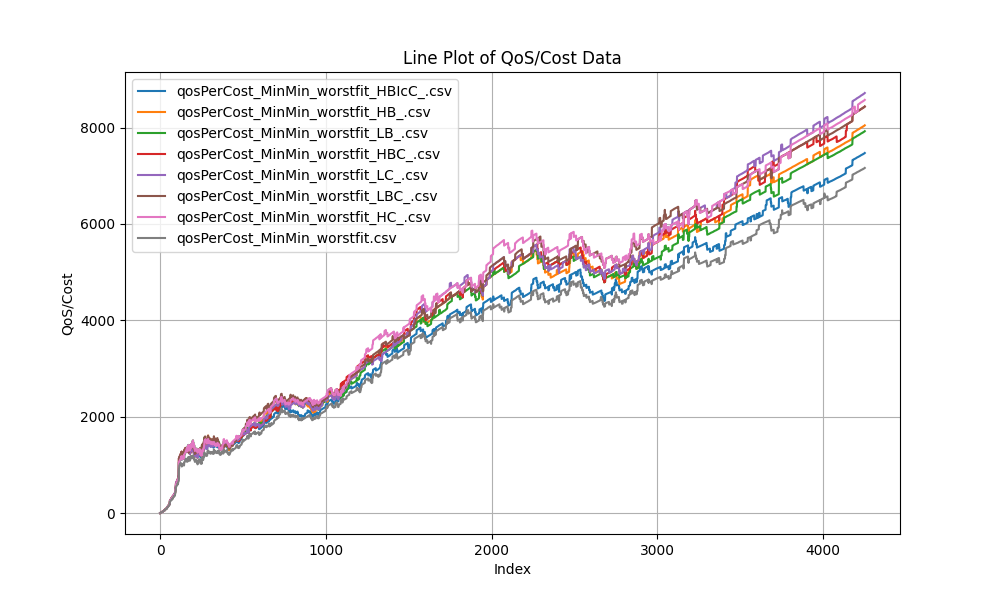 Line Plot of QoS/Cost Data
qosPerCost_MinMin_worstfit_HBIcC_.csv
qosPerCost_MinMin_worstfit_HB_.csv
qosPerCost_MinMin_worstfit_LB_.csv
qosPerCost_MinMin_worstfit_HBC_.csv
qosPerCost_MinMin_worstfit_LC_.csv
qosPerCost_MinMin_worstfit_LBC_.csv
qosPerCost_MinMin_worstfit_HC_.csv
qosPerCost_MinMin_worstfit.csv
QoS/Cost
8000
6000
4000
2000
0
0 1000 2000 3000 4000
Index